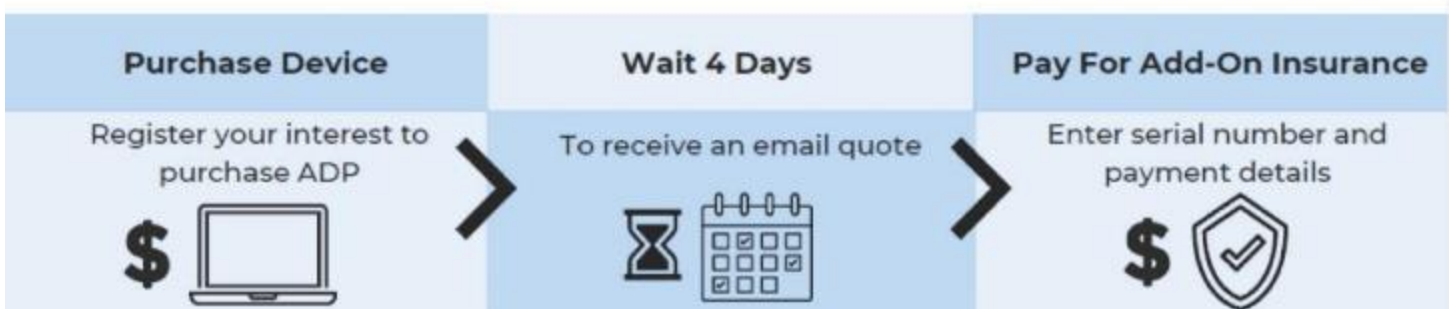 Purchase Device
Register your interest to
purchase ADP
$
Wait 4 Days
To receive an email quote
Pay For Add-On Insurance
Enter serial number and
payment details
$